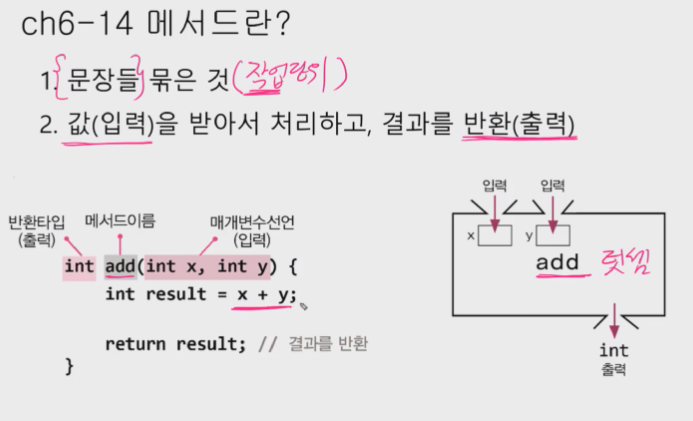 ch6-14 메서드란?
1. {문장들} 묶은 것(작업단위)
2. 값(입력)을 받아서 처리하고, 결과를 반환(출력)
반환타입 메서드이름 매개변수선언
(출력) (입력)
int add(int x, int y) {
int result = x + y;
return result; // 결과를 반환
}
입력 입력
x y
add 덧셈
int
출력